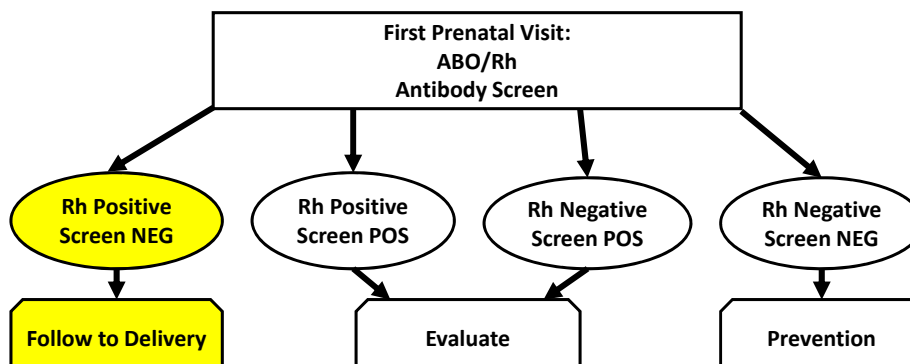 First Prenatal Visit:
ABO/Rh
Antibody Screen
Rh Positive
Screen NEG
Rh Positive
Screen POS
Rh Negative
Screen POS
Rh Negative
Screen NEG
Follow to Delivery
Evaluate
Prevention